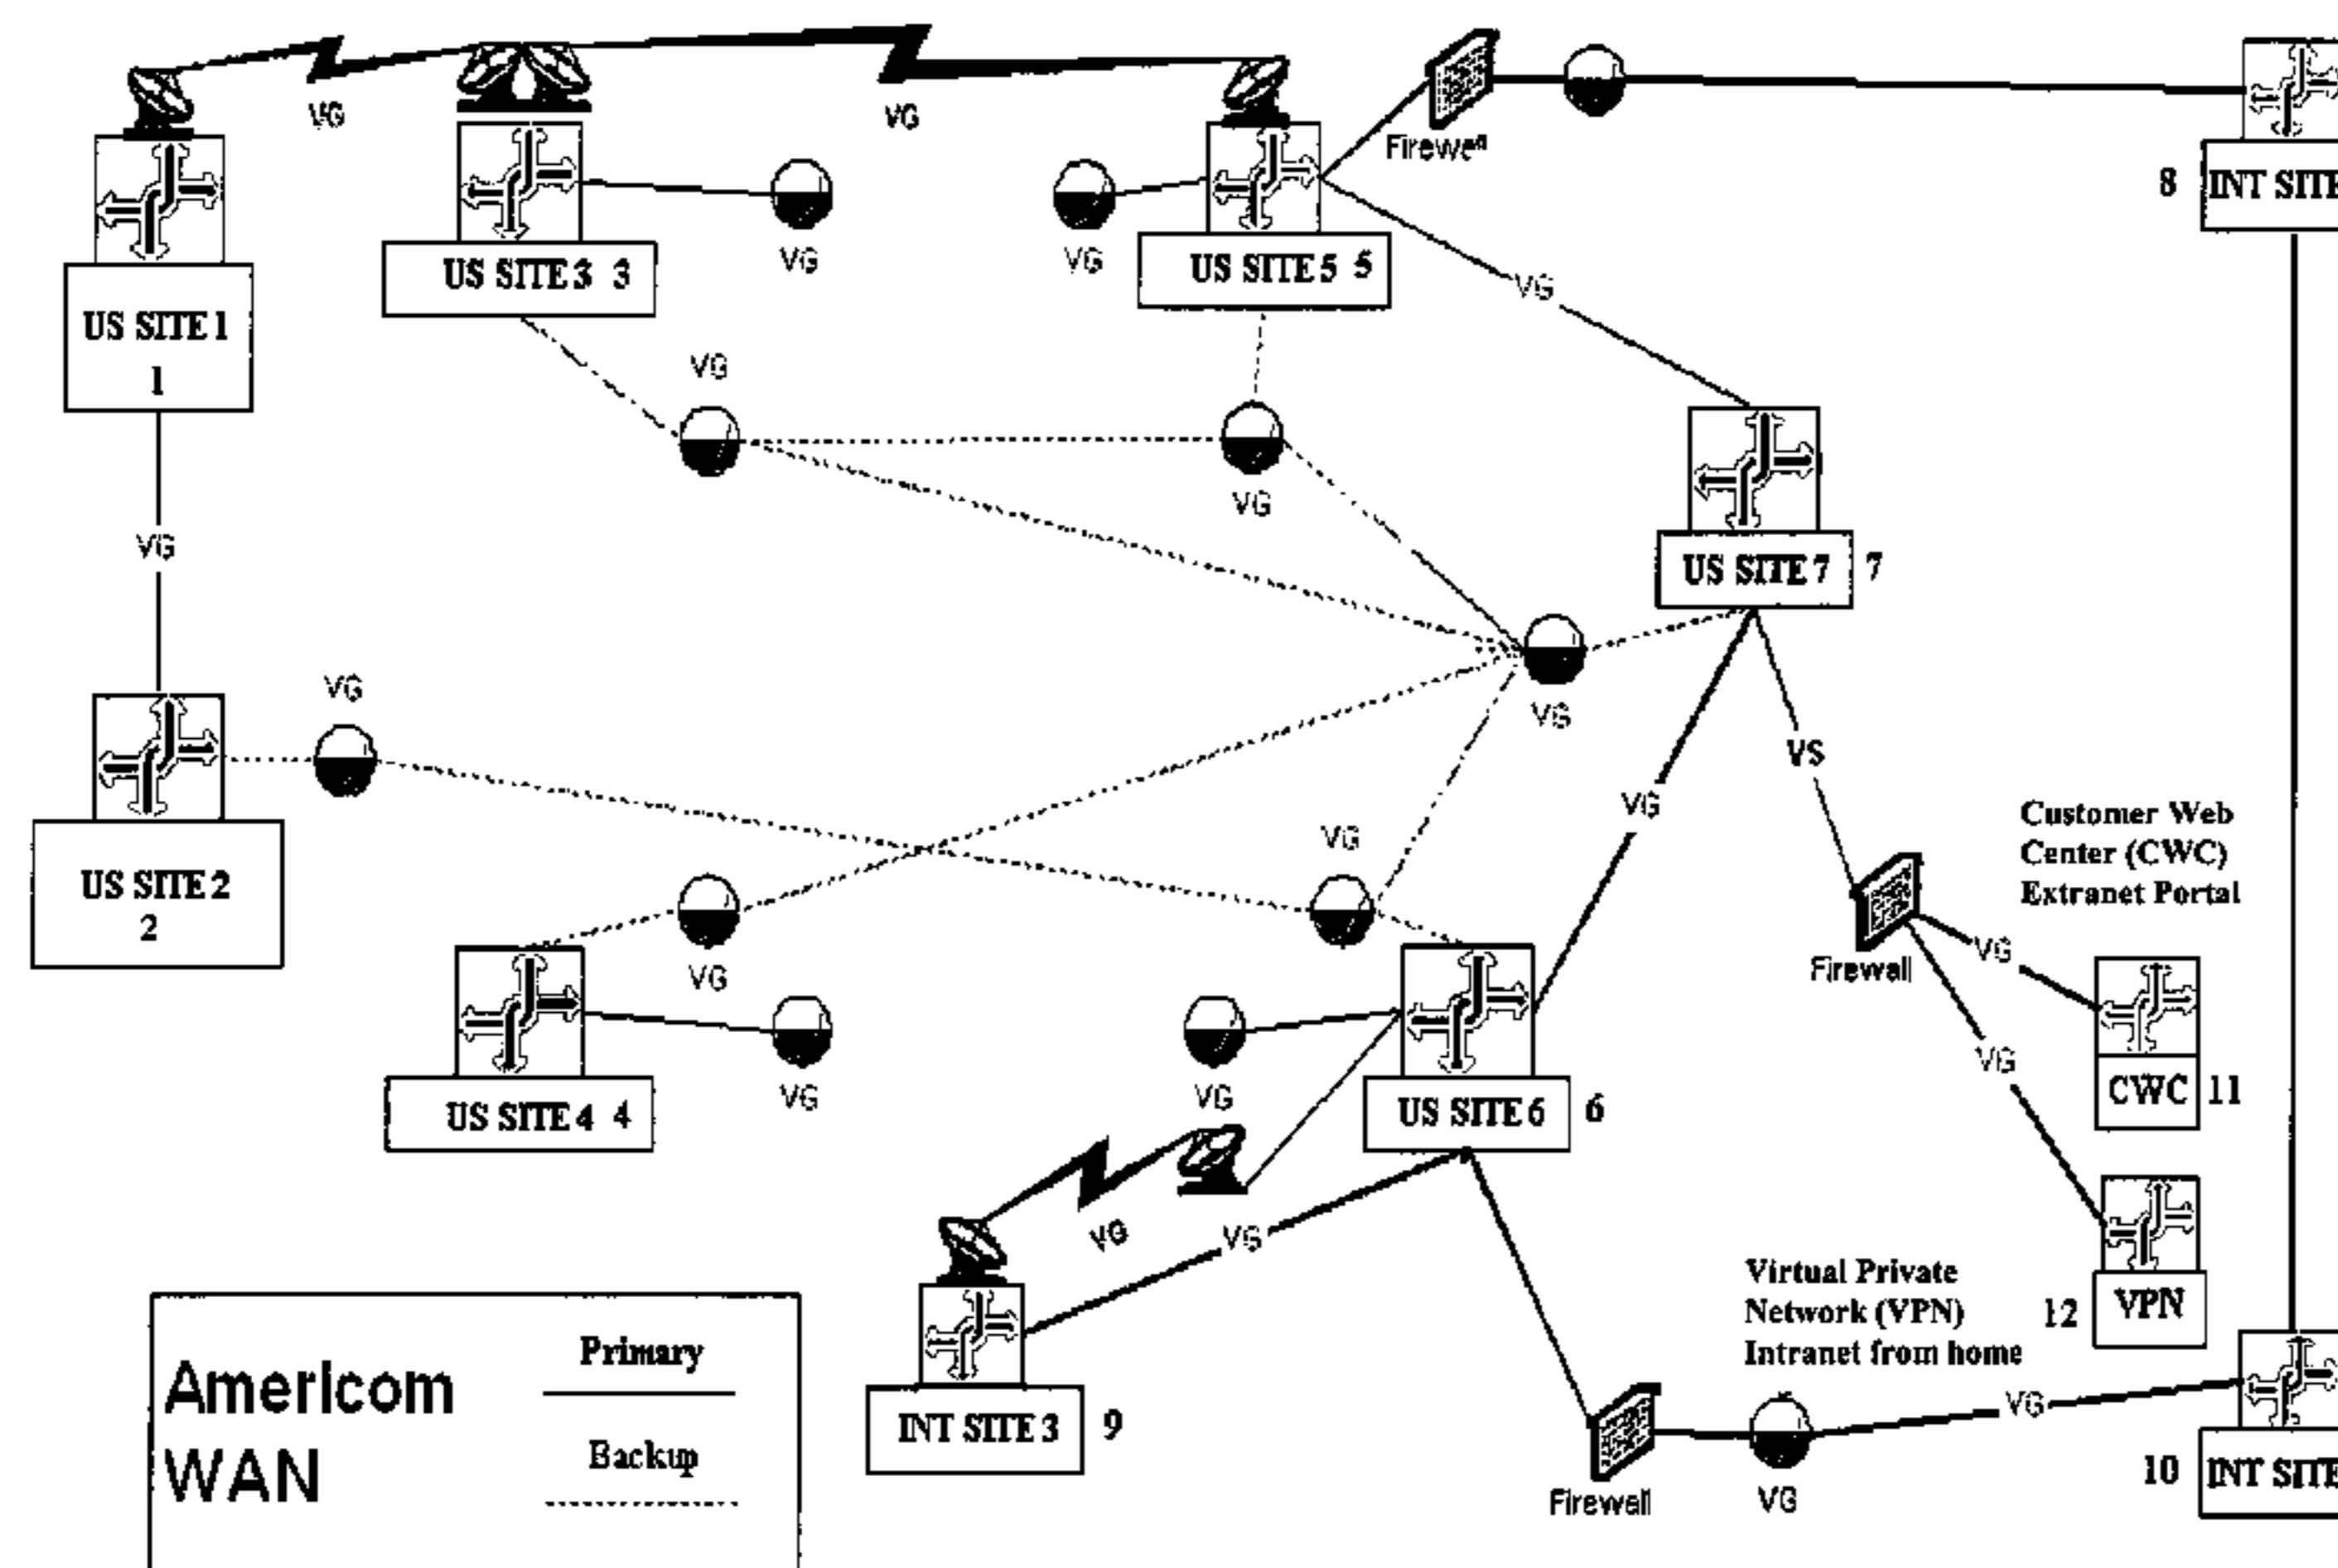 VG
VG
Firewall
8
INT SITE
US SITE 3 3
VG
VG
US SITE 5 5
VG
US SITE 1
1
VG
VG
VG
US SITE 7 7
VG
VG
VG
US SITE 2
2
VS
VG
VG
VG
Customer Web
Center (CWC)
Extranet Portal
Firewall
VG
VG
CWC 11
US SITE 4 4
VG
VG
US SITE 6 6
VG
VG
Virtual Private
Network (VPN)
Intranet from home
12
VPN
INT SITE 3 9
Firewall
VG
VG
10
INT SITE
Americom
WAN
Primary
Backup